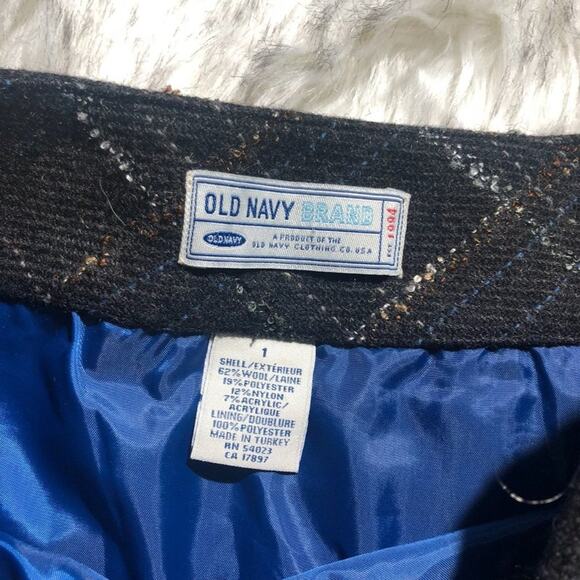 OLD NAVY BRAND
OLD NAVY
A PRODUCT OF THE
OLD NAVY CLOTHING CO. USA
EST. 1994
1
SHELL/EXTÉRIEUR
62% WOOL/LAINE
19% POLYESTER
12% NYLON
7% ACRYLIC/
ACRYLIQUE
LINING/DOUBLURE
100% POLYESTER
MADE IN TURKEY
RN 54023
CA 17897